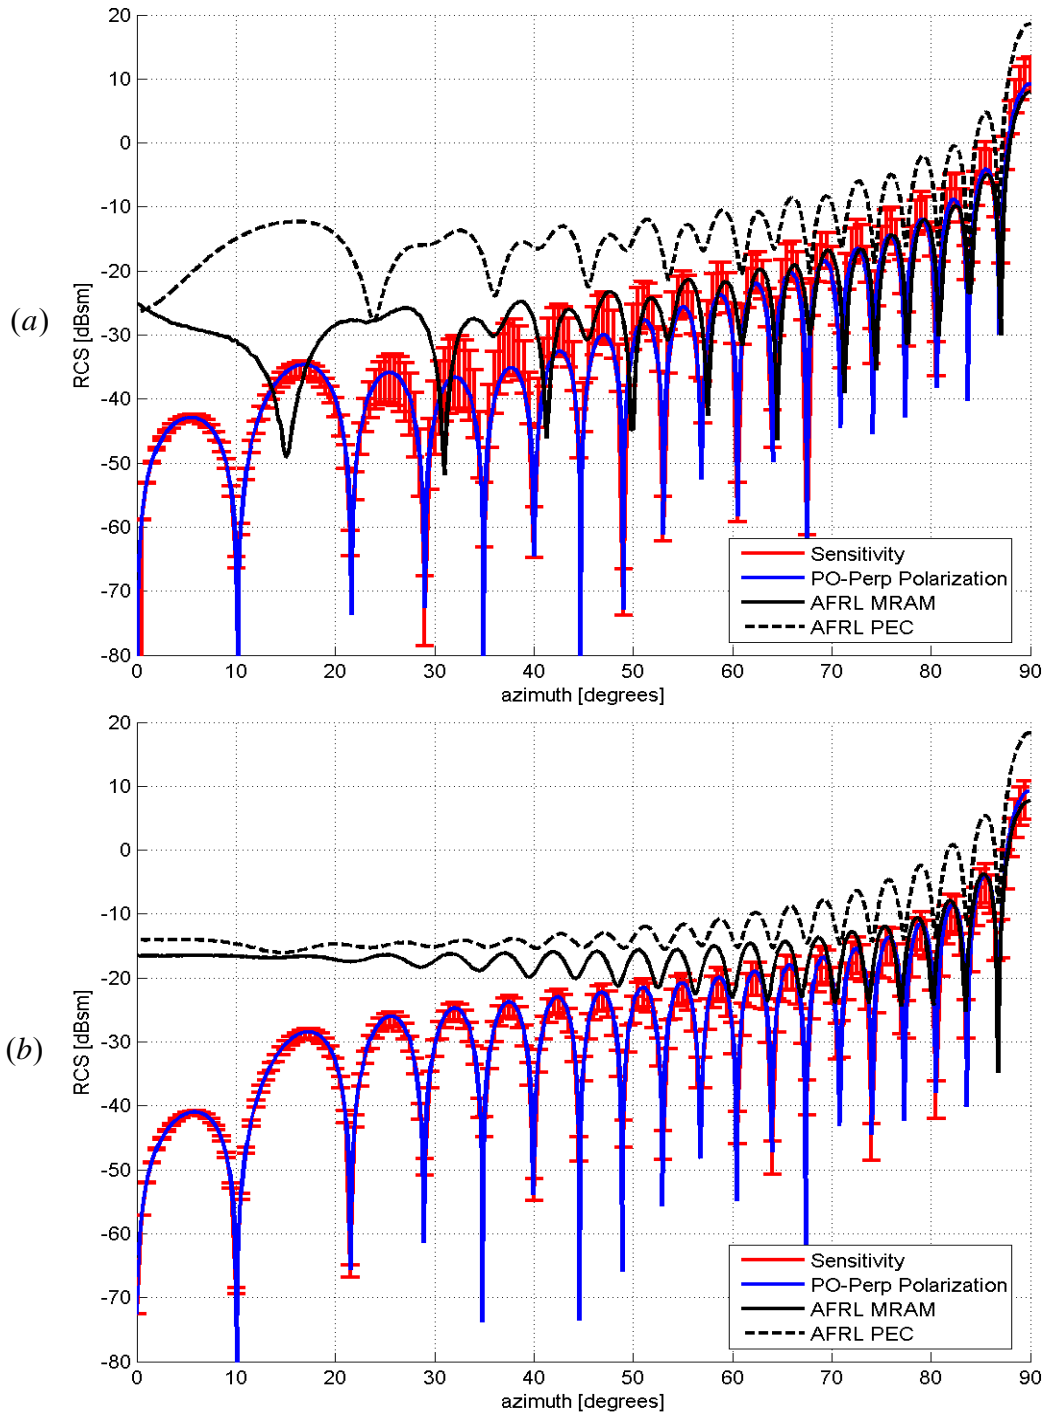 20
10
0
-10
-20
-30
-40
-50
-60
-70
-80
RCS [dBsm]
(a)
Sensitivity
PO-Perp Polarization
AFRL MRAM
AFRL PEC
0 10 20 30 40 50 60 70 80 90
azimuth [degrees]
20
10
0
-10
-20
-30
-40
-50
-60
-70
-80
RCS [dBsm]
(b)
Sensitivity
PO-Perp Polarization
AFRL MRAM
AFRL PEC
0 10 20 30 40 50 60 70 80 90
azimuth [degrees]